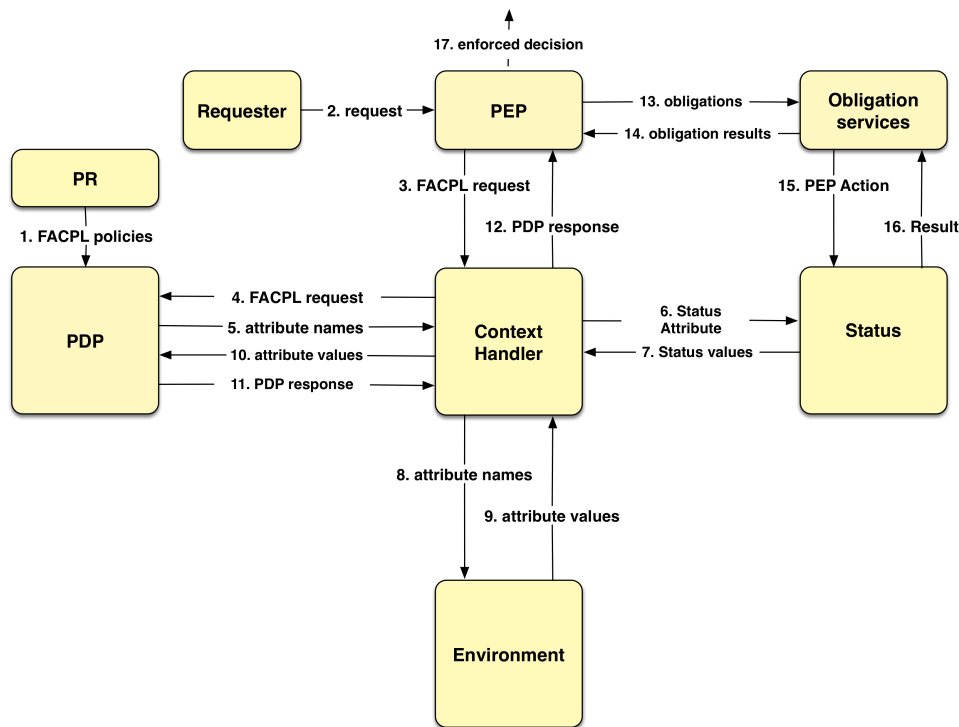 17. enforced decision
Requester
2. request
PEP
13. obligations
14. obligation results
Obligation
services
PR
1. FACPL policies
3. FACPL request
12. PDP response
15. PEP Action
16. Result
PDP
4. FACPL request
5. attribute names
10. attribute values
11. PDP response
Context
Handler
6. Status
Attribute
7. Status values
Status
8. attribute names
9. attribute values
Environment